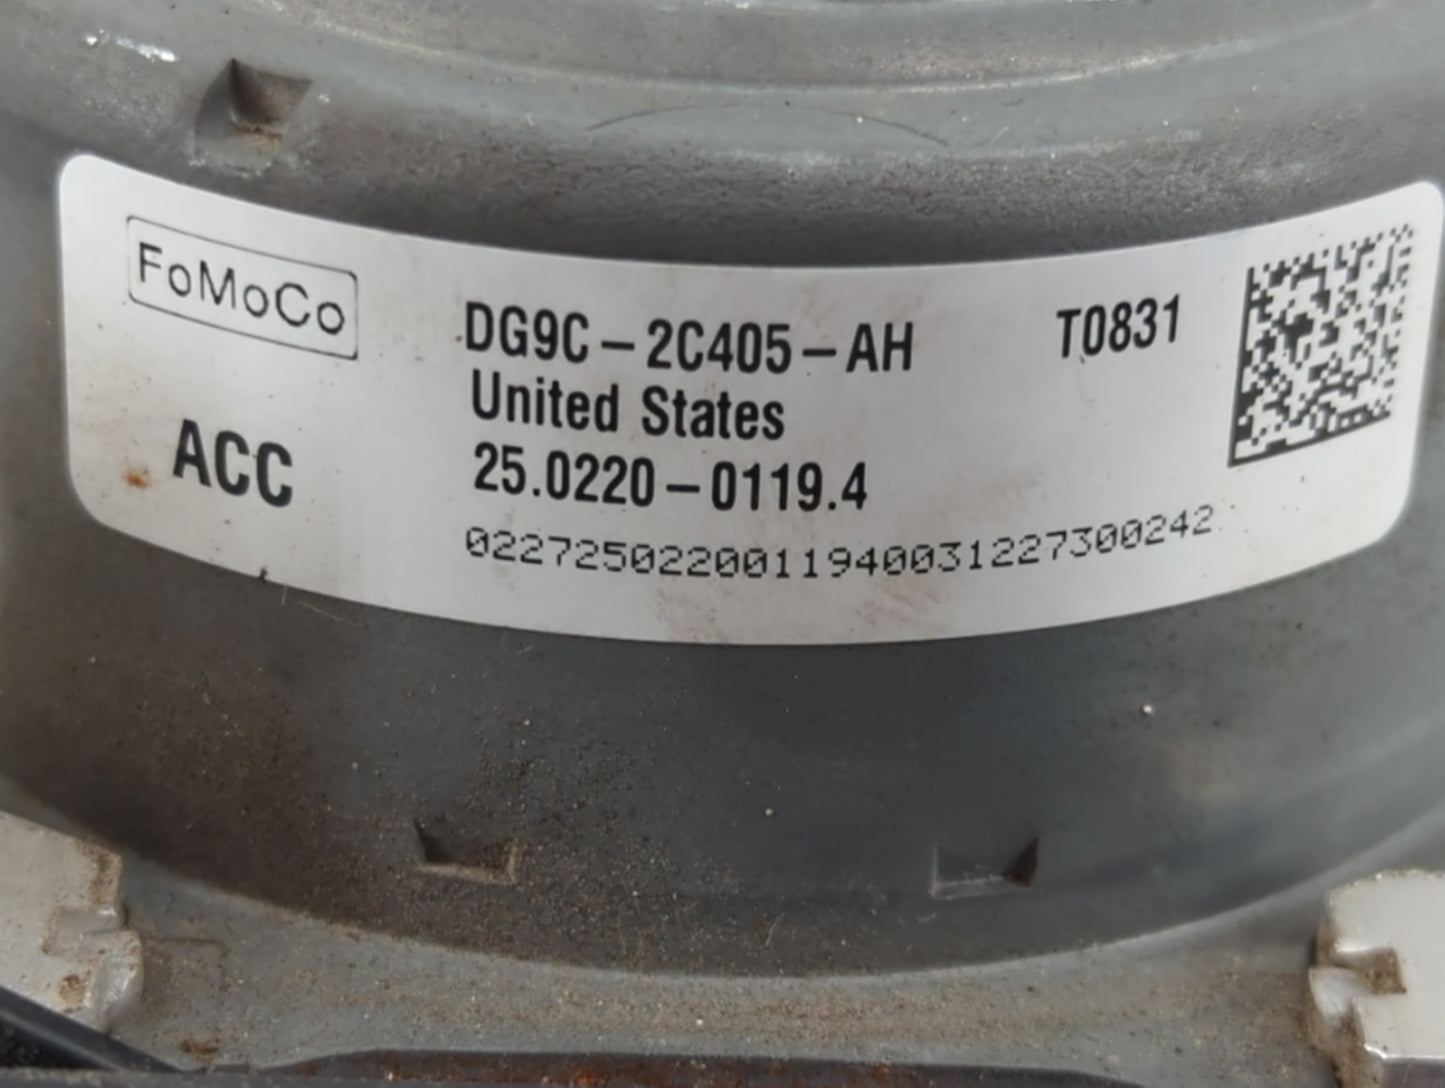 FoMoCo
DG9C-2C405-AH T0831
United States
ACC
25.0220-0119.4
022725022001194003122730024​2